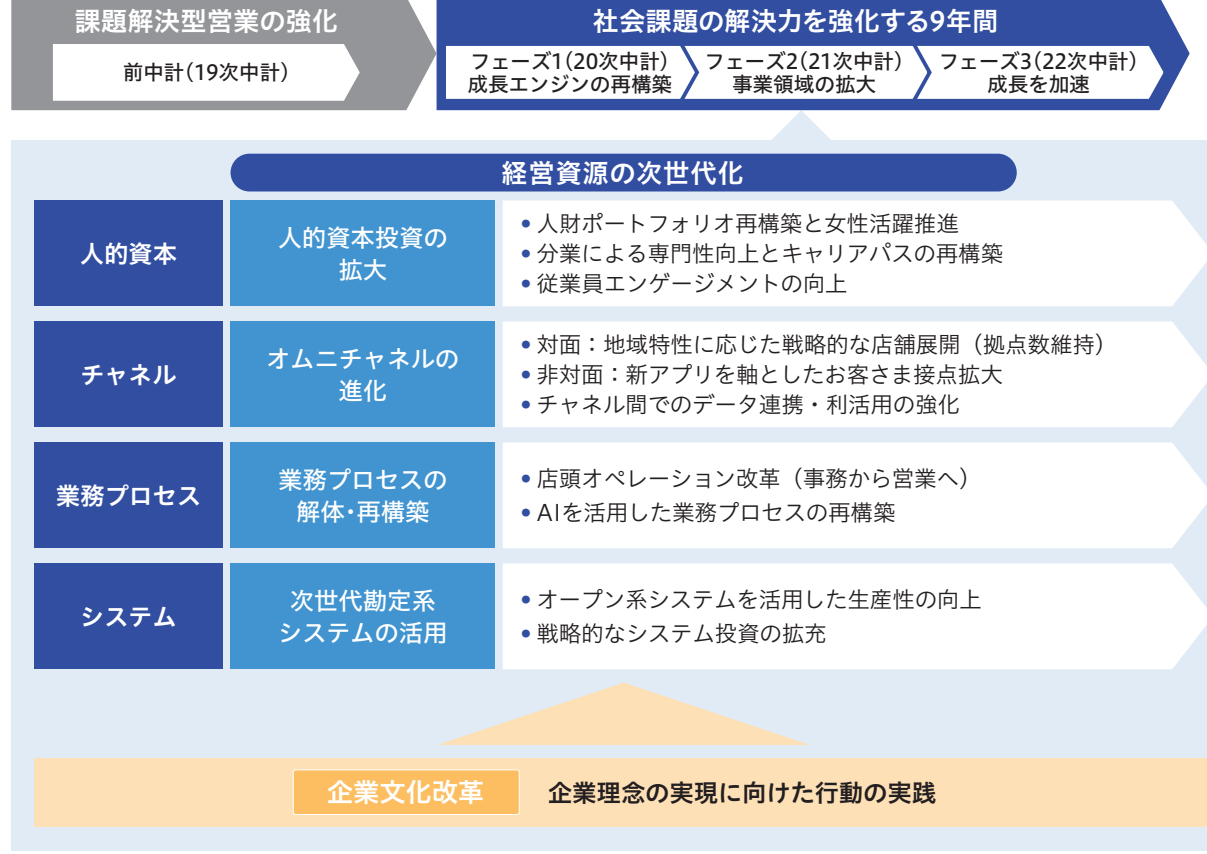 課題解決型営業の強化
前中計(19次中計)
社会課題の解決力を強化する9年間
フェーズ1(20次中計)
成長エンジンの再構築
フェーズ2(21次中計)
事業領域の拡大
フェーズ3(22次中計)
成長を加速
経営資源の次世代化
人的資本
人的資本投資の
拡大
•人財ポートフォリオ再構築と女性活躍推進
•分業による専門性向上とキャリアパスの再構築
•従業員エンゲージメントの向上
チャネル
オムニチャネルの
進化
•対面：地域特性に応じた戦略的な店舗展開（拠点数維持）
•非対面：新アプリを軸としたお客さま接点拡大
•チャネル間でのデータ連携・利活用の強化
業務プロセス
業務プロセスの
解体・再構築
•店頭オペレーション改革（事務から営業へ）
•AIを活用した業務プロセスの再構築
システム
次世代勘定系
システムの活用
•オープン系システムを活用した生産性の向上
•戦略的なシステム投資の拡充
企業文化改革
企業理念の実現に向けた行動の実践